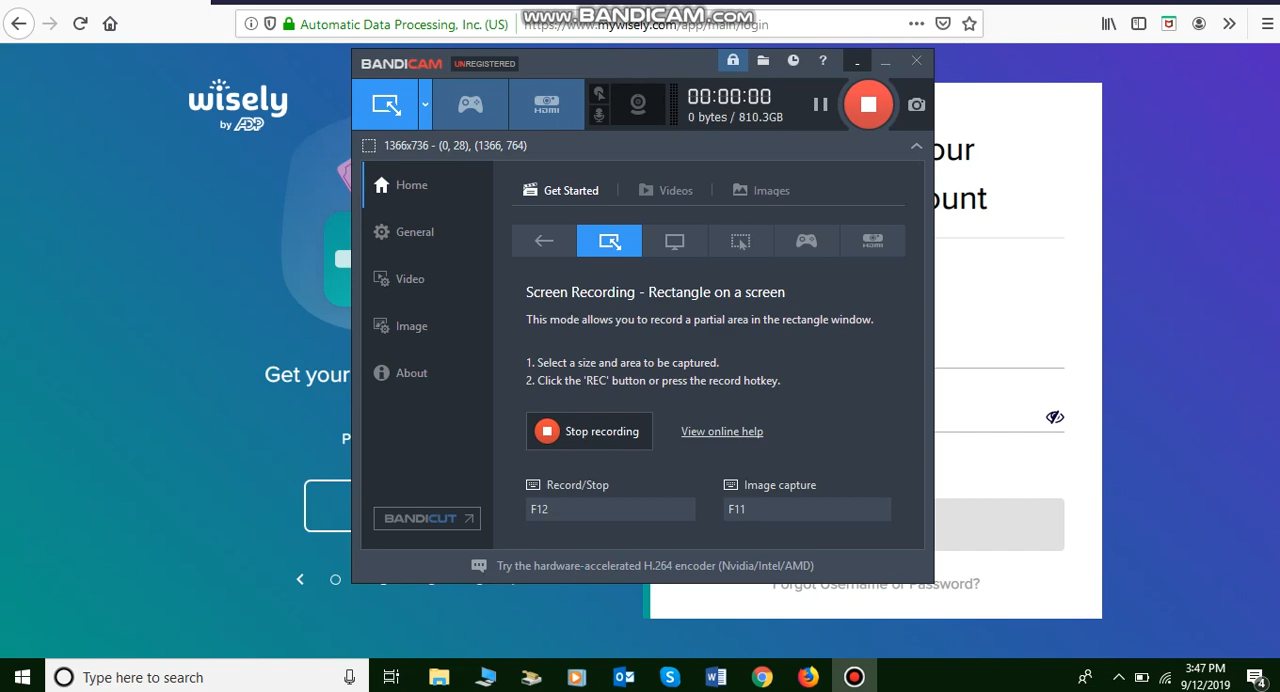 www.BANDICAM.com
Automatic Data Processing, Inc. (US)
https://www.mywisely.com/app/main/login
wisely
by ADP
BANDICAM UNREGISTERED
?
HDMI
00:00:00
0 bytes / 810.3GB
1366x736 - (0, 28), (1366, 764)
our
ount
Home
General
Video
Image
About
Get Started
Videos
Images
HDMI
Screen Recording - Rectangle on a screen
This mode allows you to record a partial area in the rectangle window.
1. Select a size and area to be captured.
2. Click the 'REC' button or press the record hotkey.
Get your
P
Stop recording
View online help
Record/Stop
Image capture
F12
F11
BANDICUT
Try the hardware-accelerated H.264 encoder (Nvidia/Intel/AMD)
Forgot Username or Password?
Type here to search
3:47 PM
9/12/2019
4